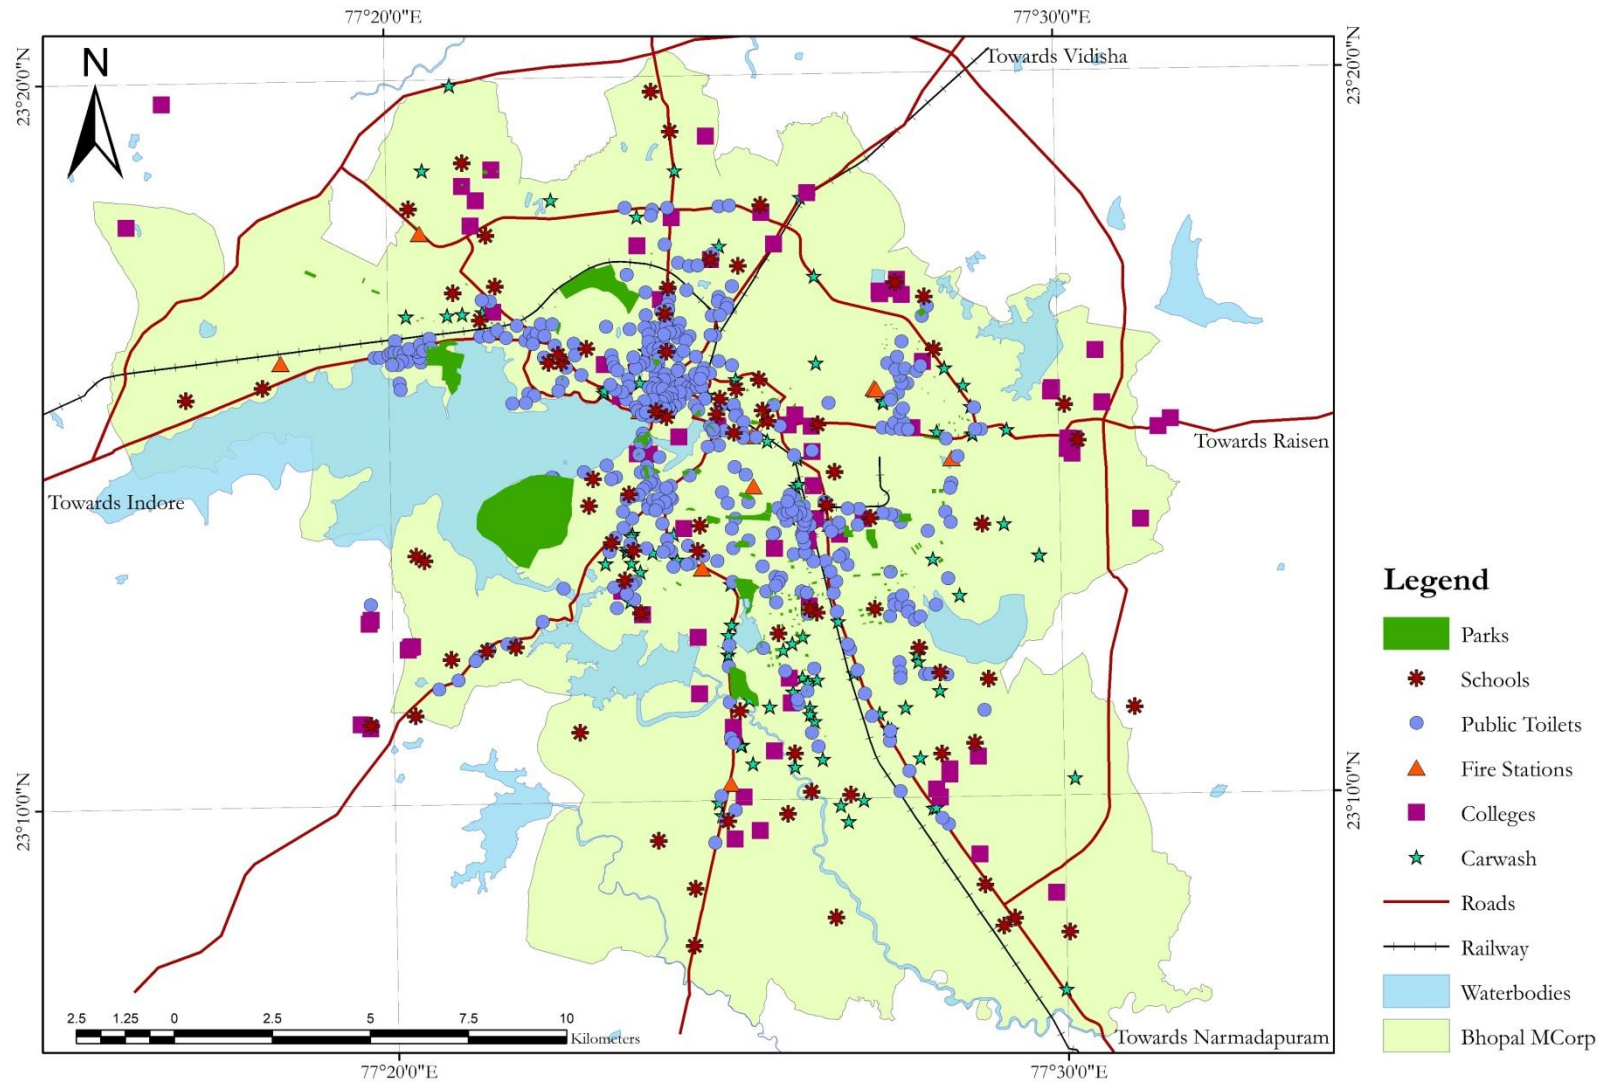 77°20'0"E
77°30'0"E
23°20'0"N
23°20'0"N
N
Towards Vidisha
Towards Raisen
Towards Indore
Legend
Parks
Schools
Public Toilets
Fire Stations
Colleges
Carwash
Roads
Railway
Waterbodies
Bhopal MCorp
23°10'0"N
23°10'0"N
2.5 1.25 0 2.5 5 7.5 10
Kilometers
Towards Narmadapuram
77°20'0"E
77°30'0"E